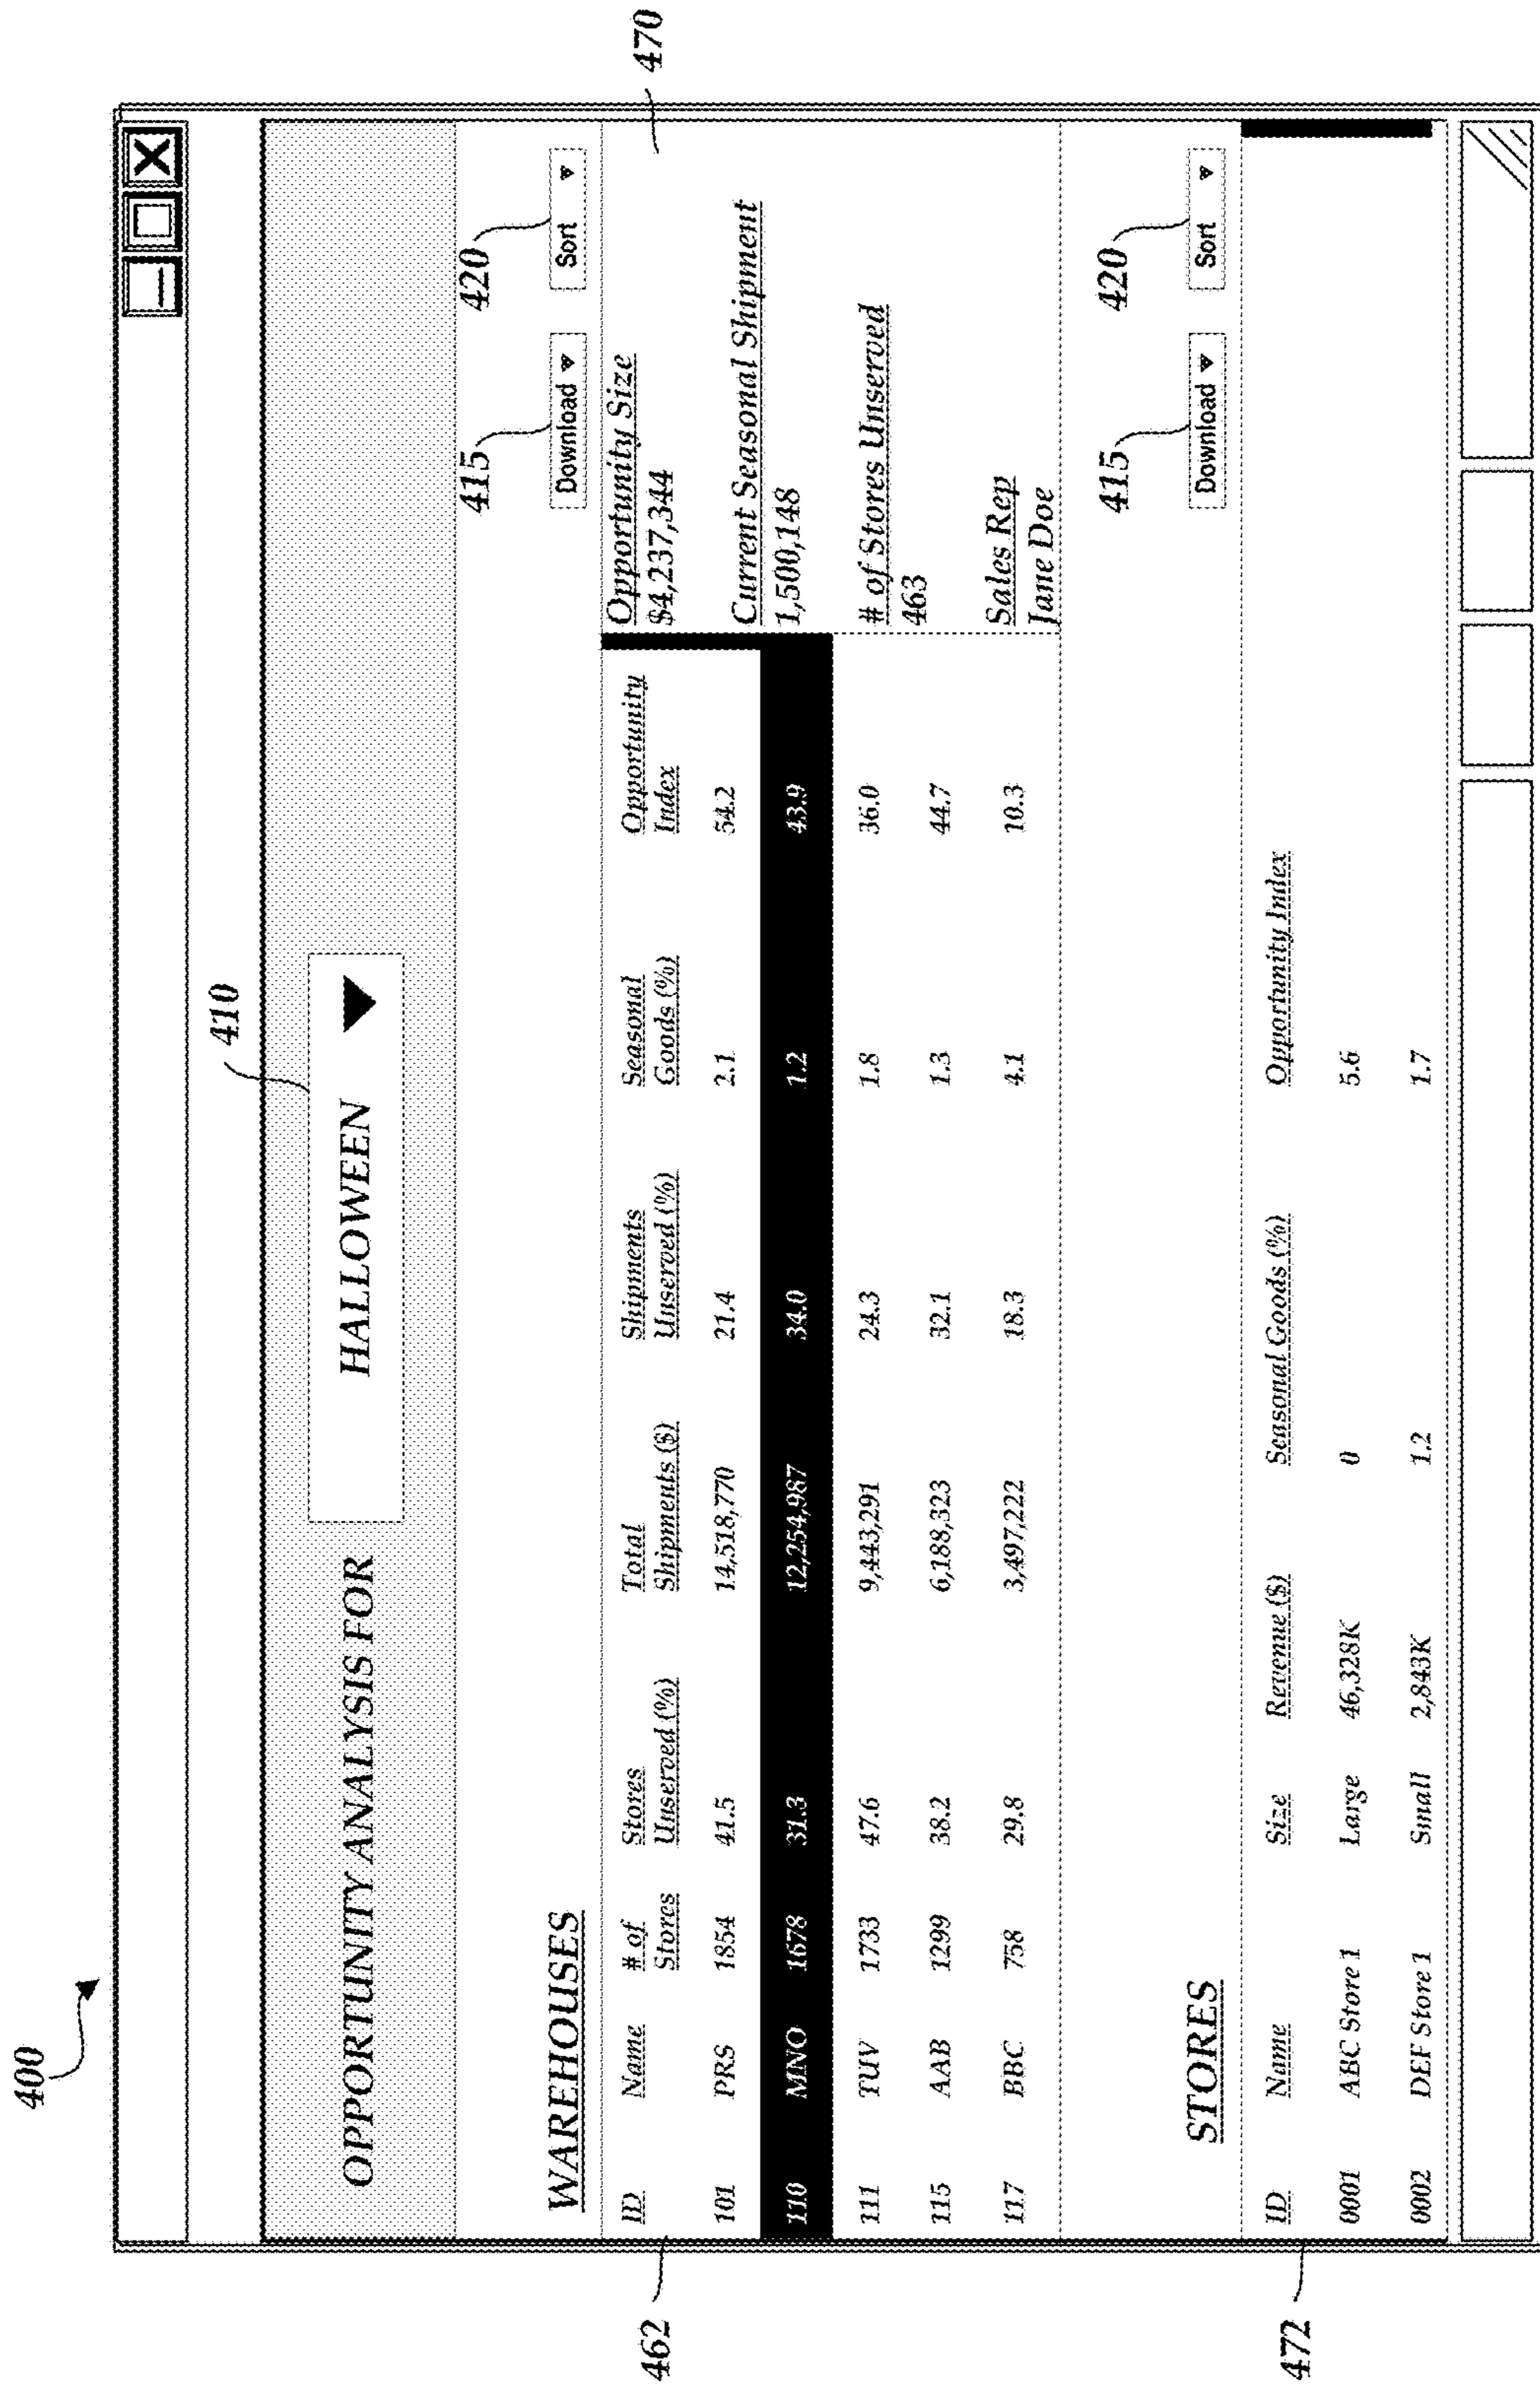 400
410
OPPORTUNITY ANALYSIS FOR HALLOWEEN
WAREHOUSES
415
420
Download Sort
462
470
ID Name # of Stores Stores Unserved (%) Total Shipments ($) Shipments Unserved (%) Seasonal Goods (%) Opportunity Index
101 PRS 1854 41.5 14,518,770 21.4 2.1 54.2
110 MNO 1678 31.3 12,254,987 34.0 1.2 43.9
111 TUV 1733 47.6 9,443,291 24.3 1.8 36.0
115 AAB 1299 38.2 6,188,323 32.1 1.3 44.7
117 BBC 758 29.8 3,497,222 18.3 4.1 10.3
Opportunity Size
$4,237,344
Current Seasonal Shipment
1,500,148
# of Stores Unserved
463
Sales Rep
Jane Doe
STORES
415
420
Download Sort
472
ID Name Size Revenue ($) Seasonal Goods (%) Opportunity Index
0001 ABC Store 1 Large 46,328K 0 5.6
0002 DEF Store 1 Small 2,843K 1.2 1.7